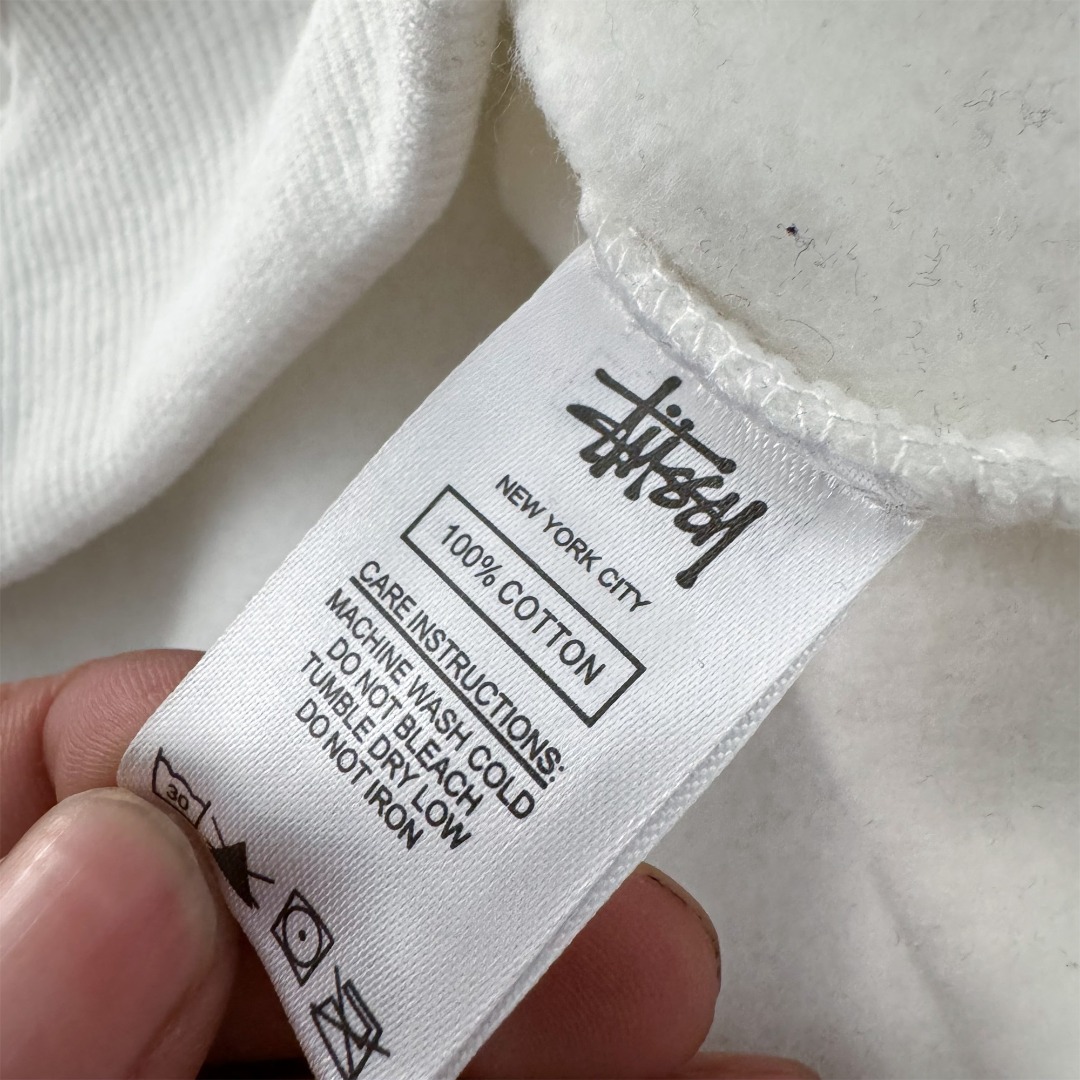 Stüssy
NEW YORK CITY
100% COTTON
CARE INSTRUCTIONS:
MACHINE WASH COLD
DO NOT BLEACH
TUMBLE DRY LOW
DO NOT IRON
30